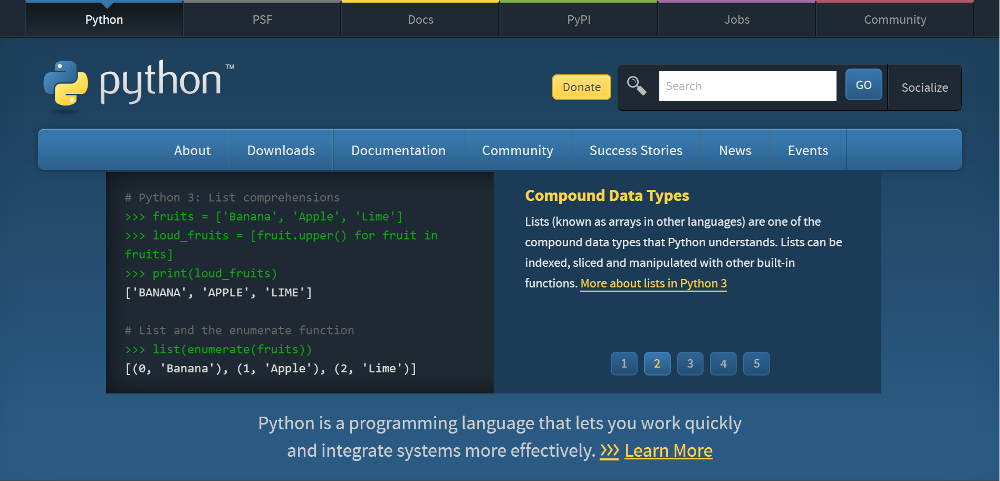 Python PSF Docs PyPI Jobs Community
python TM
Donate Search GO Socialize
About Downloads Documentation Community Success Stories News Events
# Python 3: List comprehensions
>>> fruits = ['Banana', 'Apple', 'Lime']
>>> loud_fruits = [fruit.upper() for fruit in
fruits]
>>> print(loud_fruits)
['BANANA', 'APPLE', 'LIME']
# List and the enumerate function
>>> list(enumerate(fruits))
[(0, 'Banana'), (1, 'Apple'), (2, 'Lime')]
Compound Data Types
Lists (known as arrays in other languages) are one of the
compound data types that Python understands. Lists can be
indexed, sliced and manipulated with other built-in
functions. More about lists in Python 3
1 2 3 4 5
Python is a programming language that lets you work quickly
and integrate systems more effectively. >>> Learn More